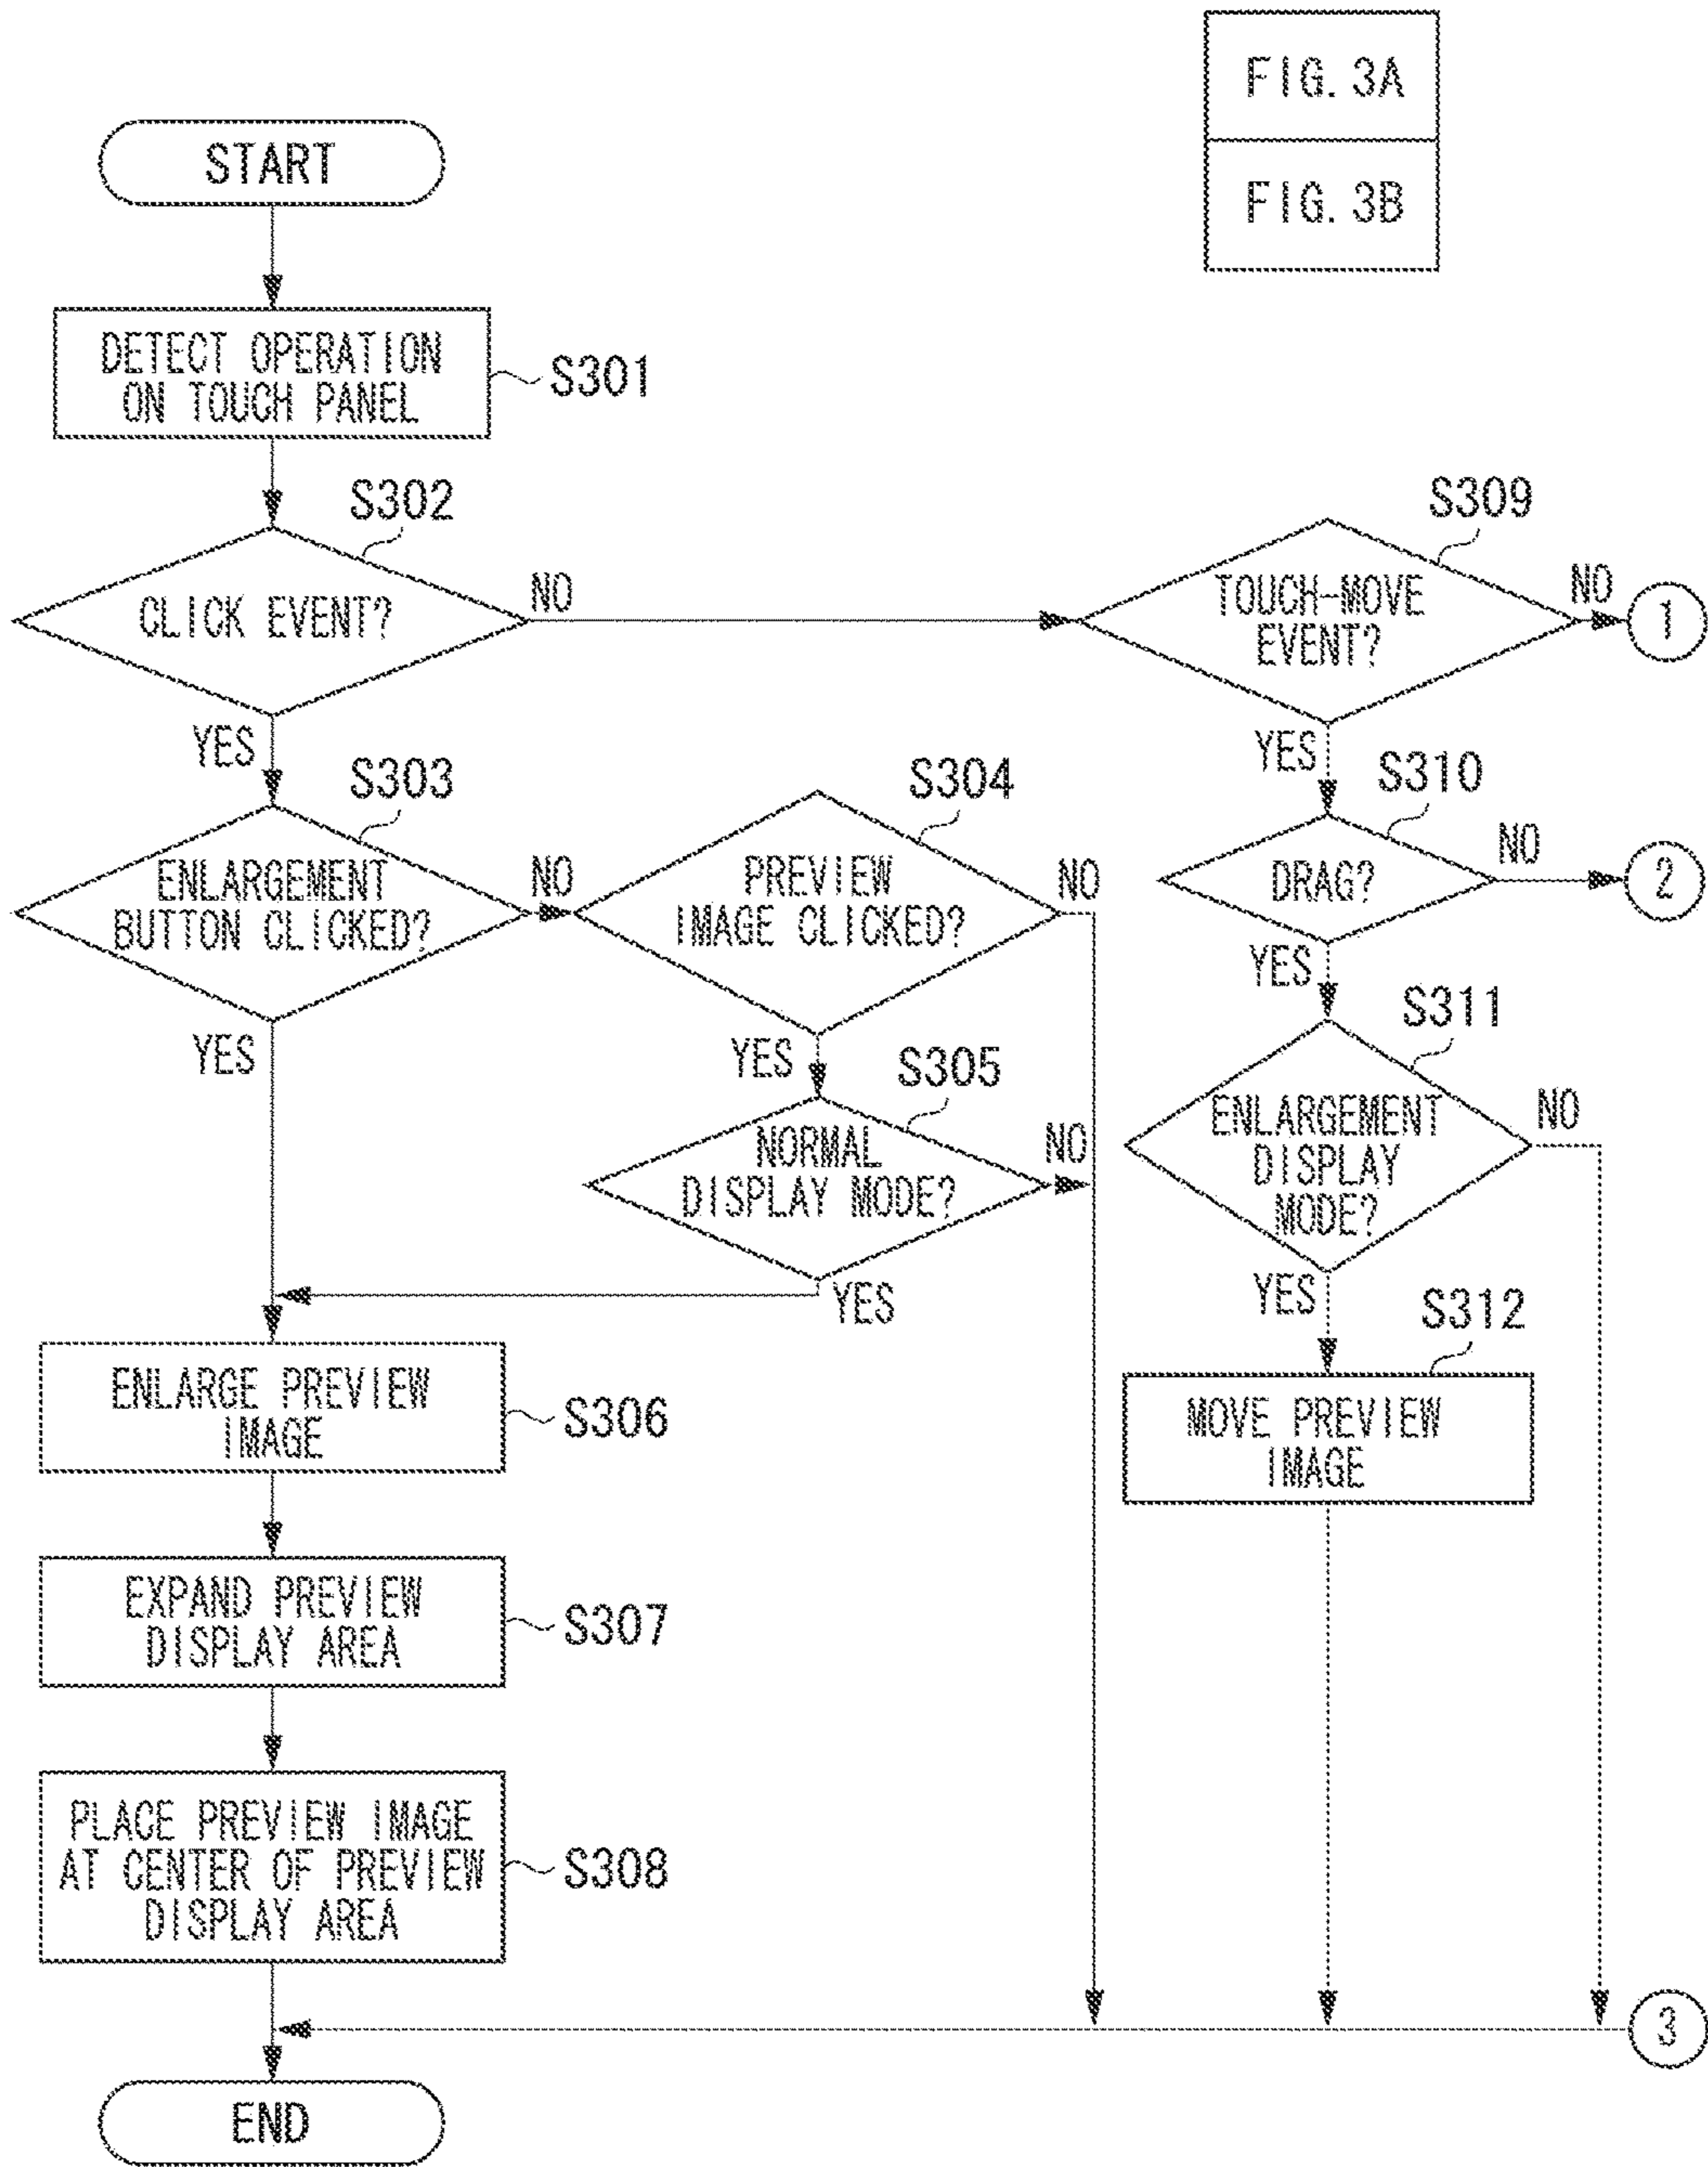 FIG. 3A
FIG. 3B
START
DETECT OPERATION
ON TOUCH PANEL
S301
S302
CLICK EVENT?
NO
YES
S309
TOUCH-MOVE
EVENT?
NO
1
YES
S303
ENLARGEMENT
BUTTON CLICKED?
NO
YES
S304
PREVIEW
IMAGE CLICKED?
NO
YES
S310
DRAG?
NO
2
YES
S305
NORMAL
DISPLAY MODE?
NO
YES
S311
ENLARGEMENT
DISPLAY
MODE?
NO
YES
S306
ENLARGE PREVIEW
IMAGE
S312
MOVE PREVIEW
IMAGE
EXPAND PREVIEW
DISPLAY AREA
S307
PLACE PREVIEW IMAGE
AT CENTER OF PREVIEW
DISPLAY AREA
S308
3
END